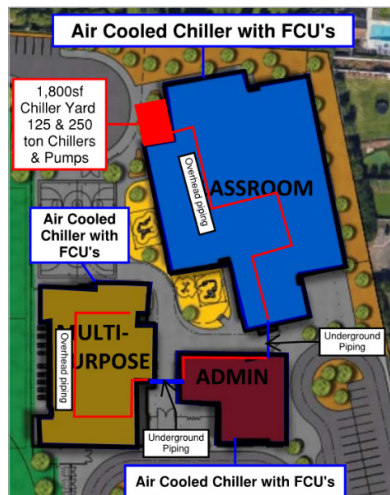 Air Cooled Chiller with FCU's
1,800sf
Chiller Yard
125 & 250
ton Chillers
& Pumps
Overhead piping
ASSROOM
Air Cooled
Chiller with
FCU's
MULTI-
URPOSE
Overhead piping
Underground
Piping
ADMIN
Underground
Piping
Air Cooled Chiller with FCU's